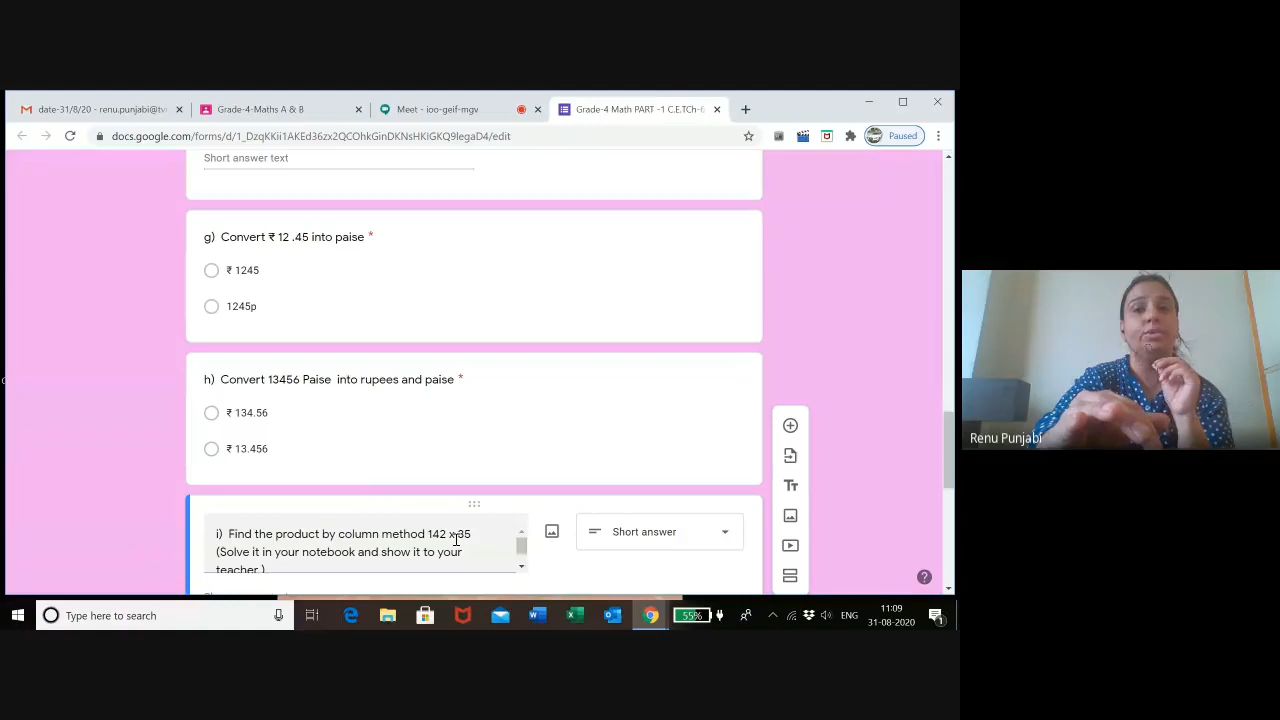 date-31/8/20 - renu.punjabi@tv
Grade-4-Maths A & B
Meet - ioo-geif-mgv
Grade-4 Math PART -1 C.E.TCh-6
docs.google.com/forms/d/1_DzqKKii1AKEd36zx2QCOhkGinDKNsHKiGKQ9legaD4/edit
Paused
Short answer text
g) Convert ₹ 12 .45 into paise *
₹ 1245
1245p
h) Convert 13456 Paise into rupees and paise *
₹ 134.56
₹ 13.456
i) Find the product by column method 142 x 35
(Solve it in your notebook and show it to your
teacher )
Short answer
Renu Punjabi
Type here to search
55%
ENG
11:09
31-08-2020